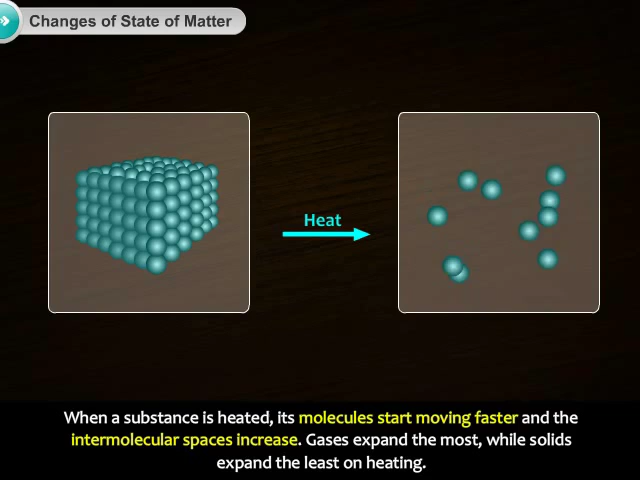 Changes of State of Matter
Heat
When a substance is heated, its molecules start moving faster and the
intermolecular spaces increase. Gases expand the most, while solids
expand the least on heating.